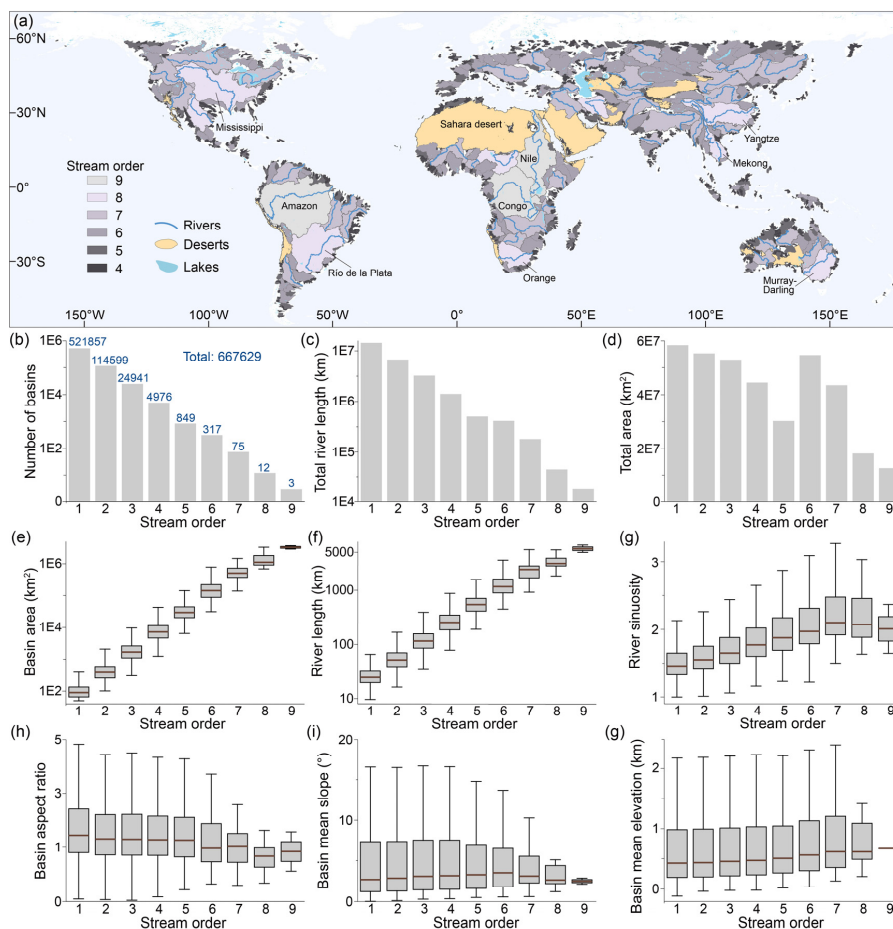 (a)
60°N
30°N
0°
30°S
Mississippi
Sahara desert
Nile
Yangtze
Mekong
Stream order
9
8
7
6
5
4
Rivers
Deserts
Lakes
Amazon
Congo
Río de la Plata
Orange
Murray-
Darling
150°W 100°W 50°W 0° 50°E 100°E 150°E
(b)
Number of basins
1E6
1E4
1E2
0
521857
114599
24941
4976
849
317
75
12
3
Total: 667629
1 2 3 4 5 6 7 8 9
Stream order
(c)
Total river length (km)
1E7
1E6
1E5
1E4
1 2 3 4 5 6 7 8 9
Stream order
(d)
Total area (km²)
6E7
4E7
2E7
0
1 2 3 4 5 6 7 8 9
Stream order
(e)
Basin area (km²)
1E6
1E4
1E2
1 2 3 4 5 6 7 8 9
Stream order
(f)
River length (km)
5000
1000
100
10
1 2 3 4 5 6 7 8 9
Stream order
(g)
River sinuosity
3
2
1
1 2 3 4 5 6 7 8 9
Stream order
(h)
Basin aspect ratio
5
1
0
1 2 3 4 5 6 7 8 9
Stream order
(i)
Basin mean slope (°)
20
10
0
1 2 3 4 5 6 7 8 9
Stream order
(g)
Basin mean elevation (km)
2
1
0
1 2 3 4 5 6 7 8 9
Stream order